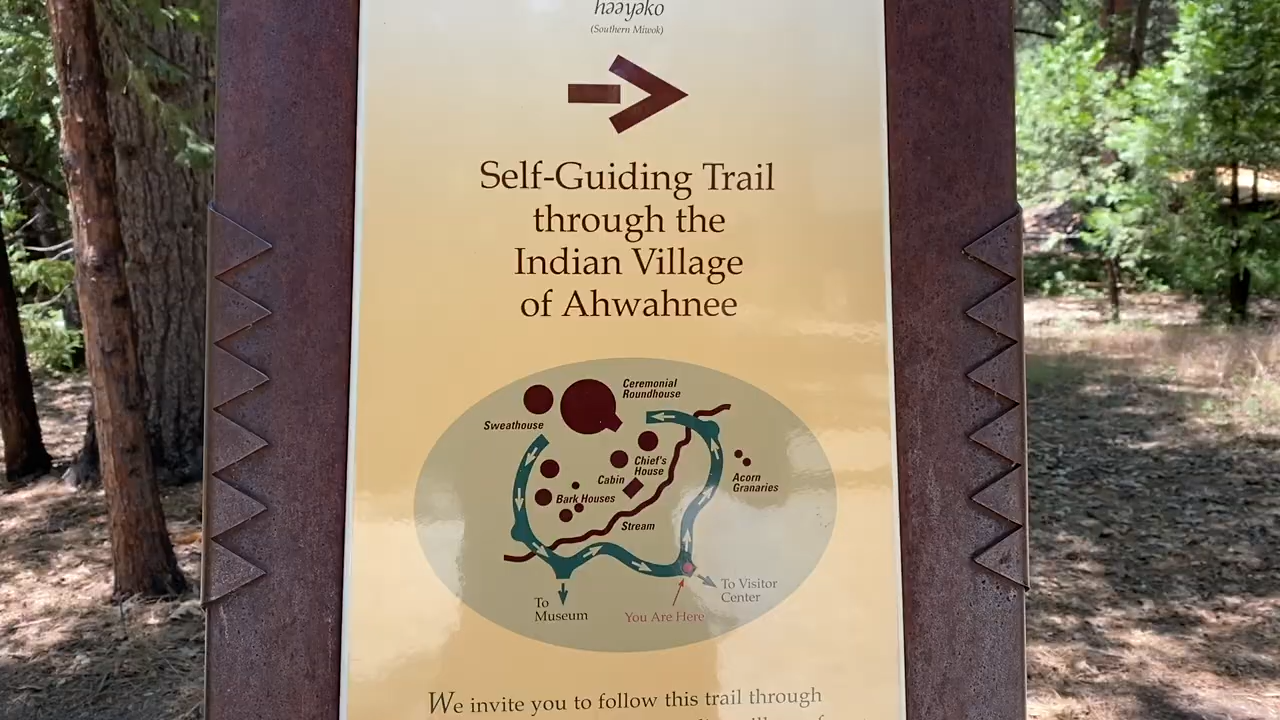 həəyəko
(Southern Miwok)
Self-Guiding Trail
through the
Indian Village
of Ahwahnee
Ceremonial
Roundhouse
Sweathouse
Chief's
House
Cabin
Acorn
Granaries
Bark Houses
Stream
To Visitor
Center
To
Museum
You Are Here
We invite you to follow this trail through